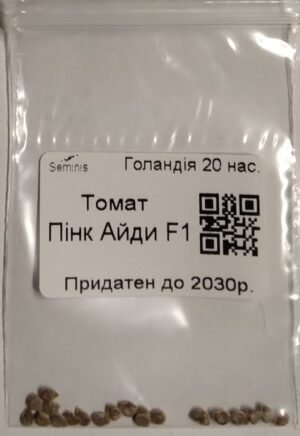 Seminis
Голандія 20 нас.
Томат
Пінк Айди F1
Придатен до 2030р.